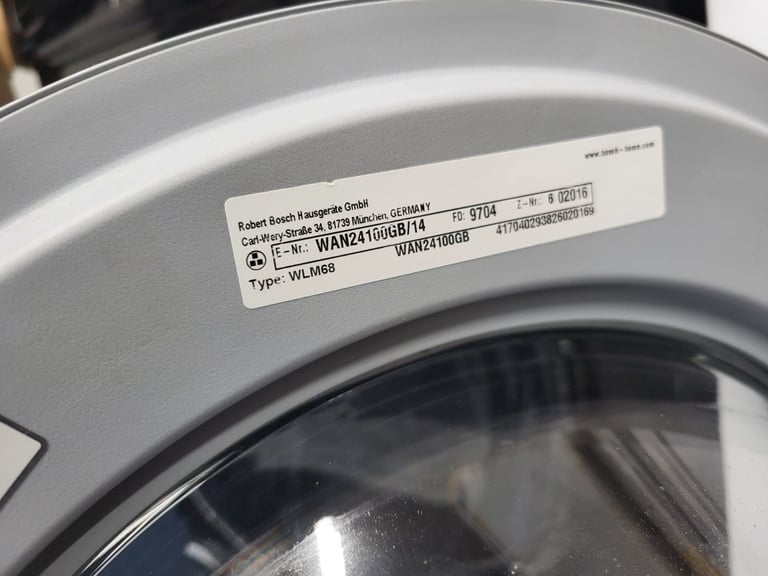 www.bosch-home.com
Robert Bosch Hausgeräte GmbH
Carl-Wery-Straße 34, 81739 München, GERMANY
E-Nr.: WAN24100GB/14 FD: 9704 Z-Nr.: 6 02016
Type: WLM68 WAN24100GB 417040293826020169